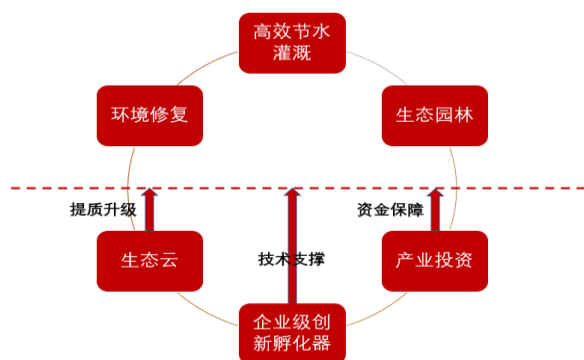 高效节水
灌溉
环境修复
生态园林
提质升级
资金保障
生态云
技术支撑
产业投资
企业级创
新孵化器